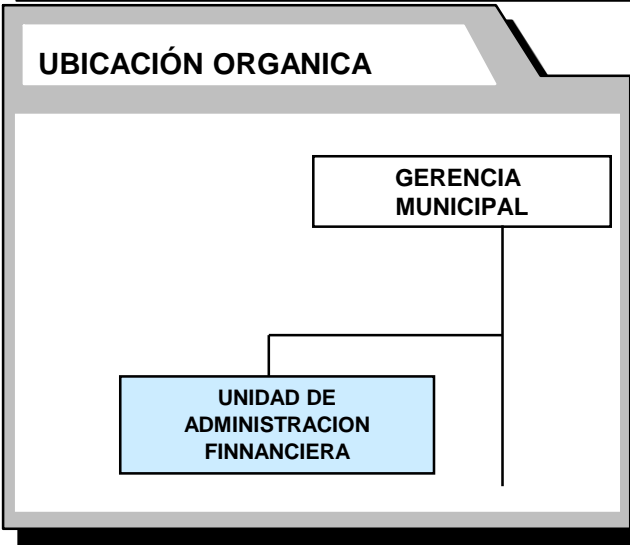 UBICACIÓN ORGANICA
GERENCIA
MUNICIPAL
UNIDAD DE
ADMINISTRACION
FINNANCIERA